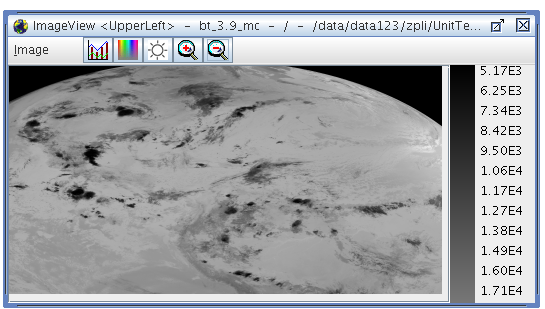 ImageView <UpperLeft> - bt_3.9_mc - / - /data/data123/zpli/UnitTe...
Image
5.17E3
6.25E3
7.34E3
8.42E3
9.50E3
1.06E4
1.17E4
1.27E4
1.38E4
1.49E4
1.60E4
1.71E4